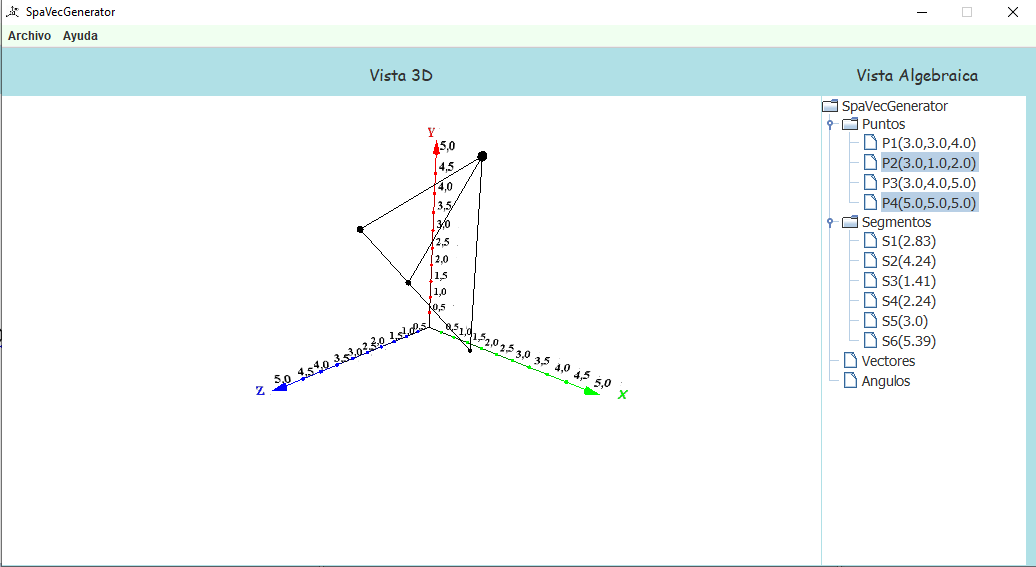 SpaVecGenerator
Archivo Ayuda
Vista 3D
Vista Algebraica
Y
5,0
4,5
4,0
3,5
3,0
2,5
2,0
1,5
1,0
0,5
Z
5,0 4,5 4,0 3,5 3,0 2,5 2,0 1,5 1,0 0,5
0,5 1,0 1,5 2,0 2,5 3,0 3,5 4,0 4,5 5,0
X
SpaVecGenerator
Puntos
P1(3.0,3.0,4.0)
P2(3.0,1.0,2.0)
P3(3.0,4.0,5.0)
P4(5.0,5.0,5.0)
Segmentos
S1(2.83)
S2(4.24)
S3(1.41)
S4(2.24)
S5(3.0)
S6(5.39)
Vectores
Angulos